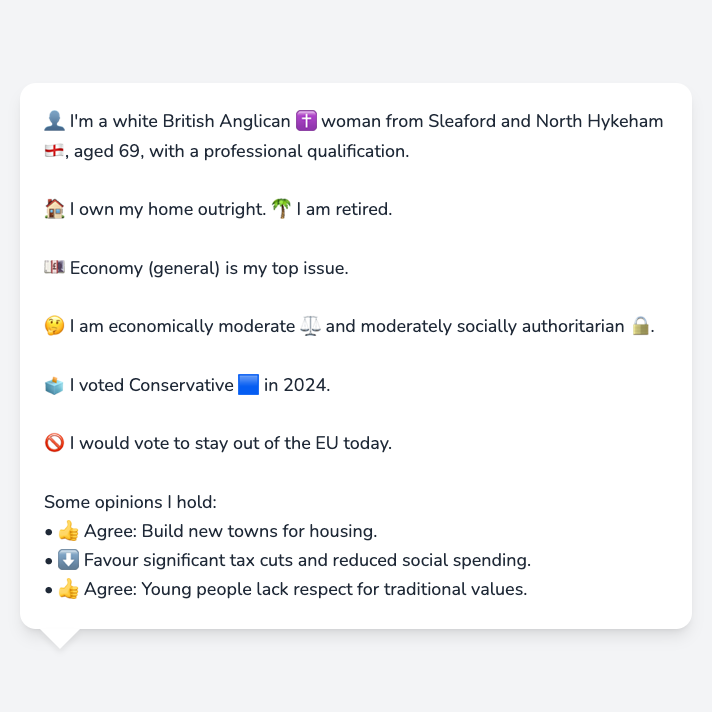 👤 I'm a white British Anglican ✝️ woman from Sleaford and North Hykeham
🏴󠁧󠁢󠁥󠁮󠁧󠁿, aged 69, with a professional qualification.
🏠 I own my home outright. 🌴 I am retired.
💷 Economy (general) is my top issue.
🤔 I am economically moderate ⚖️ and moderately socially authoritarian 🔒.
🗳️ I voted Conservative 🟦 in 2024.
🚫 I would vote to stay out of the EU today.
Some opinions I hold:
• 👍 Agree: Build new towns for housing.
• ⬇️ Favour significant tax cuts and reduced social spending.
• 👍 Agree: Young people lack respect for traditional values.